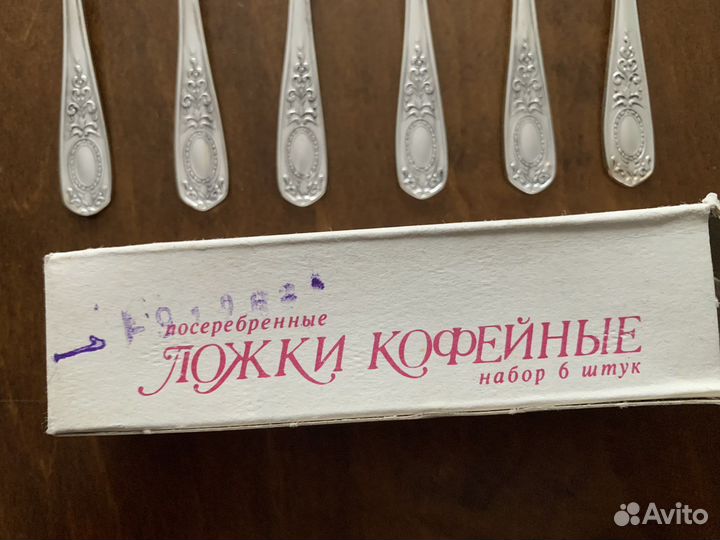 посеребренные
ЛОЖКИ КОФЕЙНЫЕ
набор 6 штук
Avito